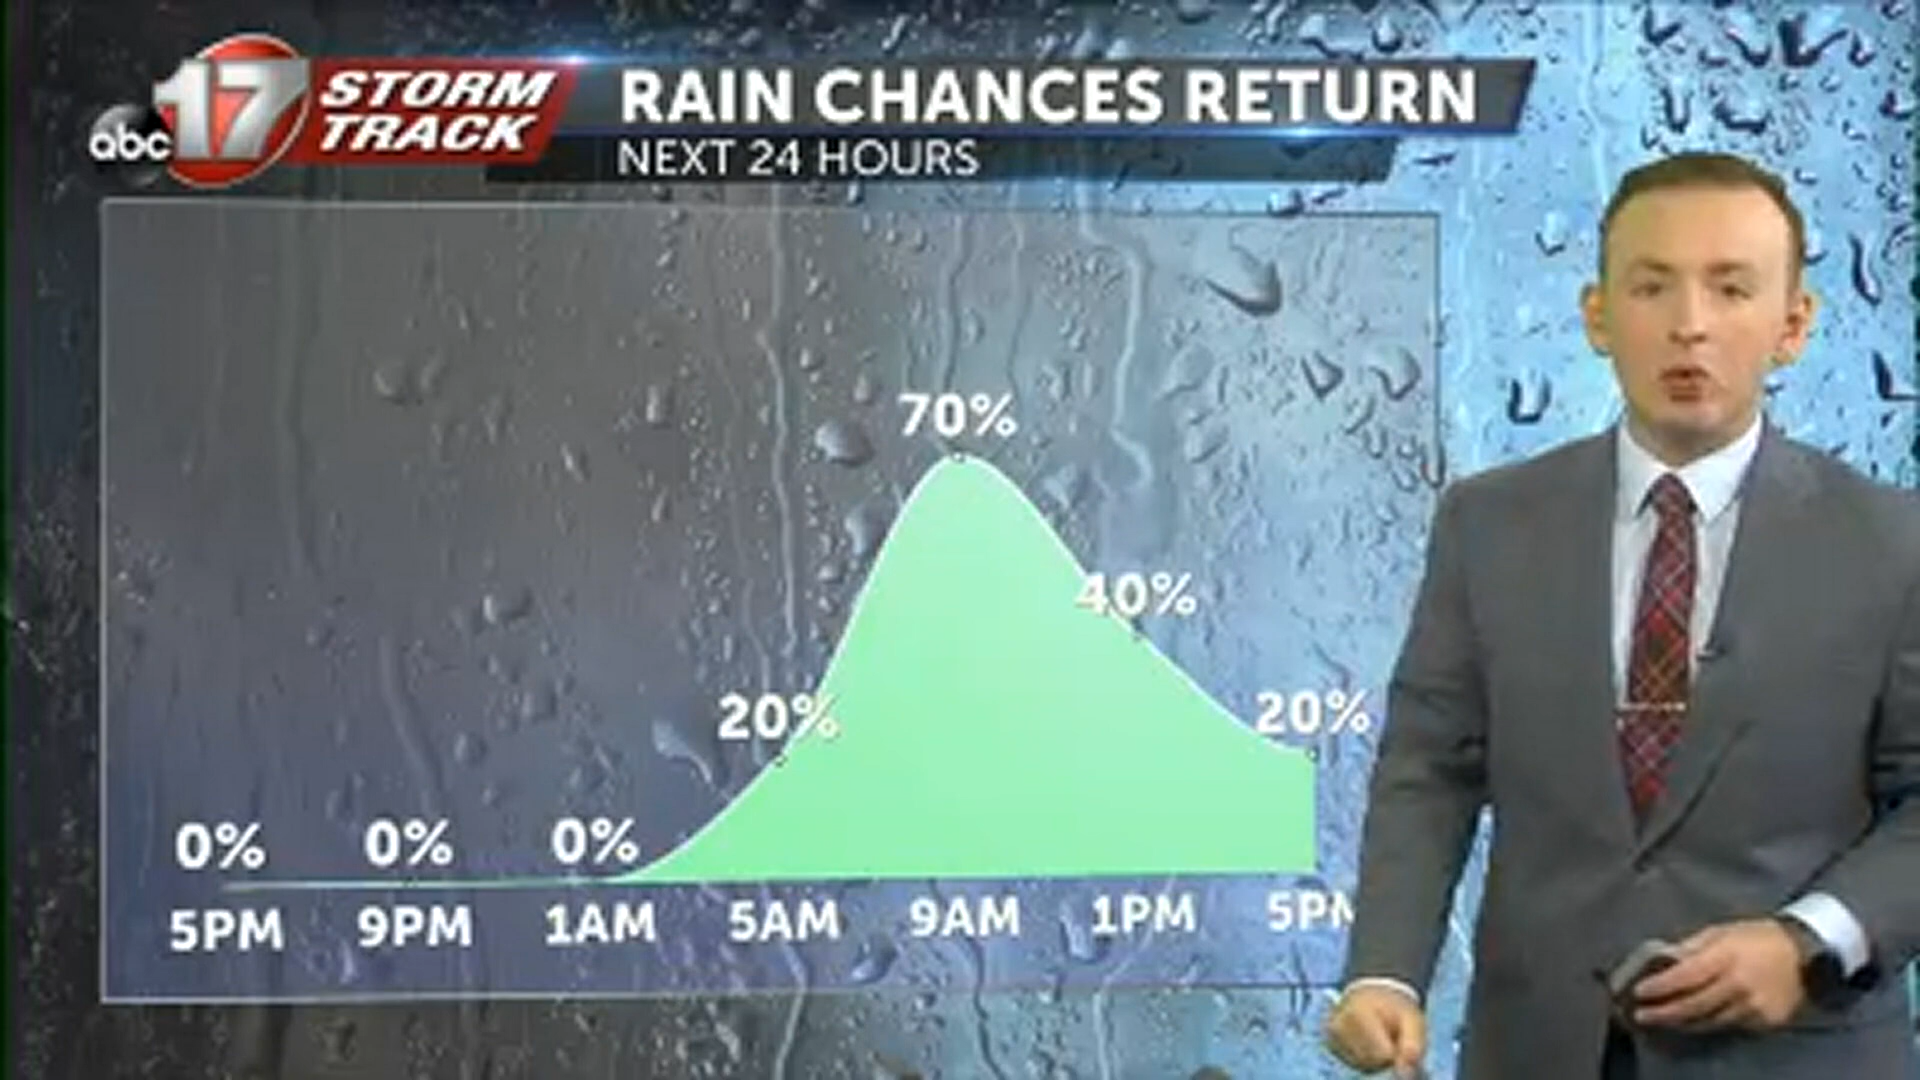 abc 17 STORM TRACK
RAIN CHANCES RETURN
NEXT 24 HOURS
70%
40%
20% 20%
0% 0% 0%
5PM 9PM 1AM 5AM 9AM 1PM 5PM